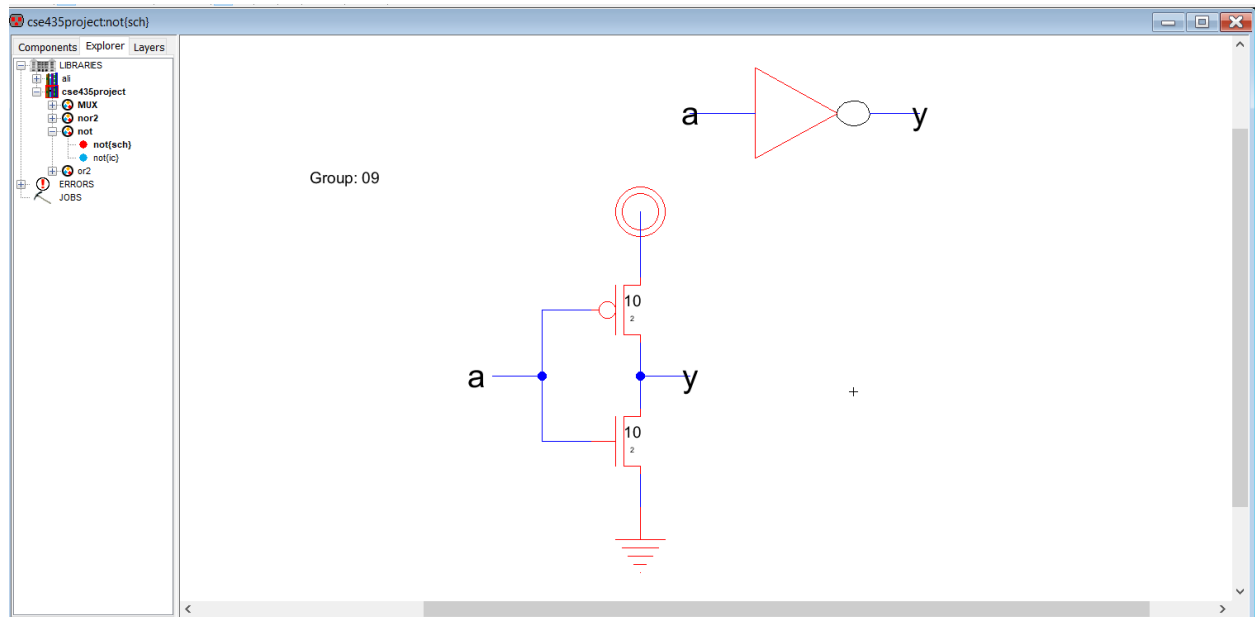 cse435project:not{sch}
Components Explorer Layers
LIBRARIES
ali
cse435project
MUX
nor2
not
not{sch}
not{ic}
or2
ERRORS
JOBS
a y
Group: 09
10
2
a y
10
2